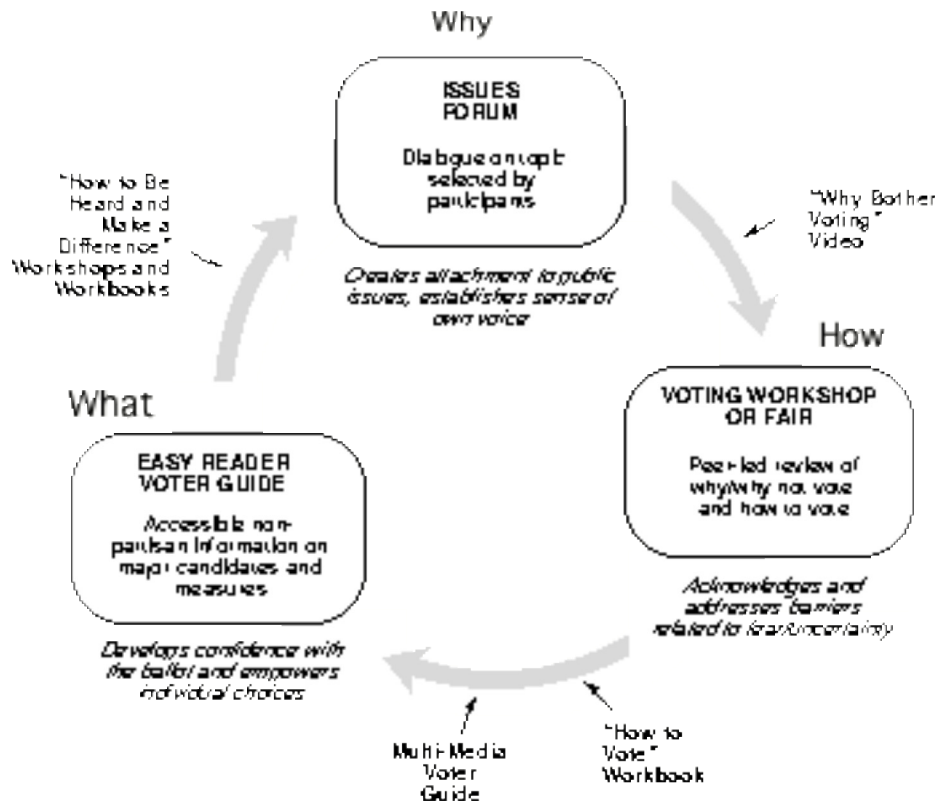 Why
ISSUES
FORUM
Dialogue on topic
selected by
participants
Creates attachment to public
issues, establishes sense of
own voice
"Why Bother
Voting"
Video
How
VOTING WORKSHOP
OR FAIR
Peer-led review of
why/why not vote
and how to vote
Acknowledges and
addresses barriers
related to fear/uncertainty
"How to
Vote"
Workbook
Multi-Media
Voter
Guide
What
EASY READER
VOTER GUIDE
Accessible non-
partisan information on
major candidates and
measures
Develops confidence with
the ballot and empowers
individual choices
"How to Be
Heard and
Make a
Difference"
Workshops and
Workbooks